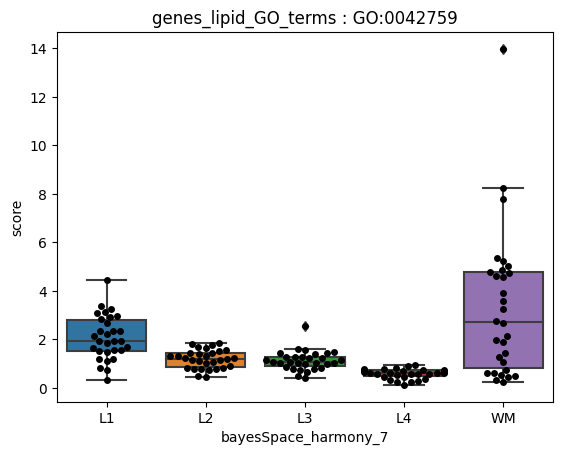 genes_lipid_GO_terms : GO:0042759
14
12
10
8
6
4
2
0
score
L1 L2 L3 L4 WM
bayesSpace_harmony_7